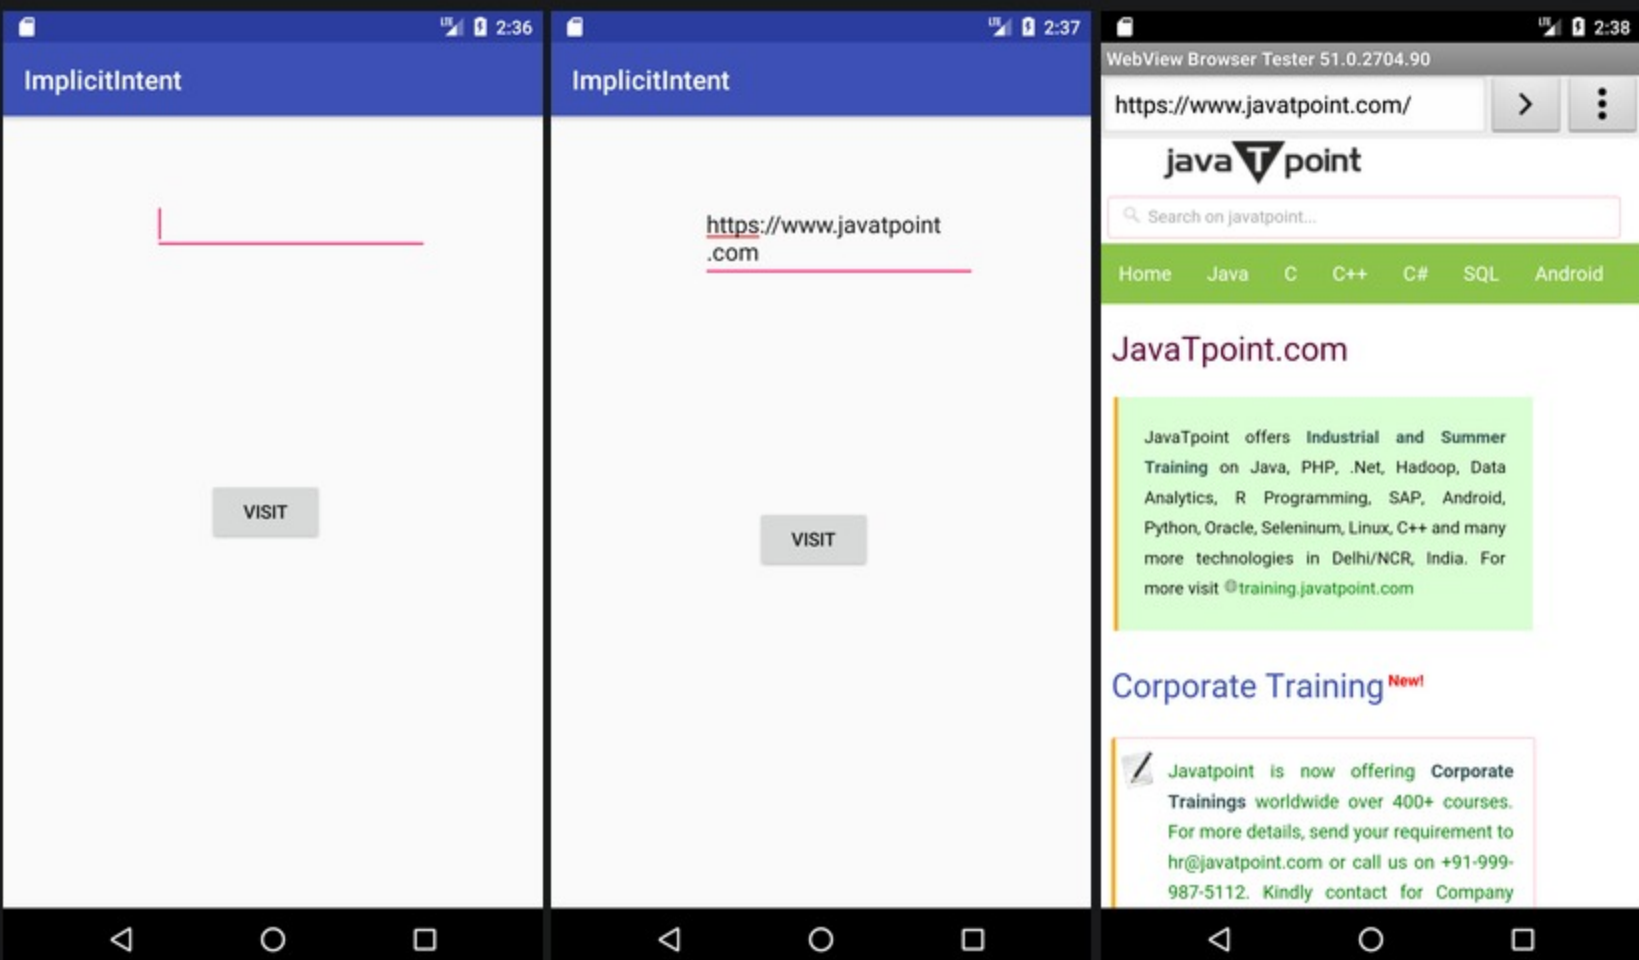 LTE 2:36
ImplicitIntent
VISIT
LTE 2:37
ImplicitIntent
https://www.javatpoint
.com
VISIT
LTE 2:38
WebView Browser Tester 51.0.2704.90
https://www.javatpoint.com/
java T point
Search on javatpoint...
Home Java C C++ C# SQL Android
JavaTpoint.com
JavaTpoint offers Industrial and Summer
Training on Java, PHP, .Net, Hadoop, Data
Analytics, R Programming, SAP, Android,
Python, Oracle, Seleninum, Linux, C++ and many
more technologies in Delhi/NCR, India. For
more visit training.javatpoint.com
Corporate Training New!
Javatpoint is now offering Corporate
Trainings worldwide over 400+ courses.
For more details, send your requirement to
hr@javatpoint.com or call us on +91-999-
987-5112. Kindly contact for Company